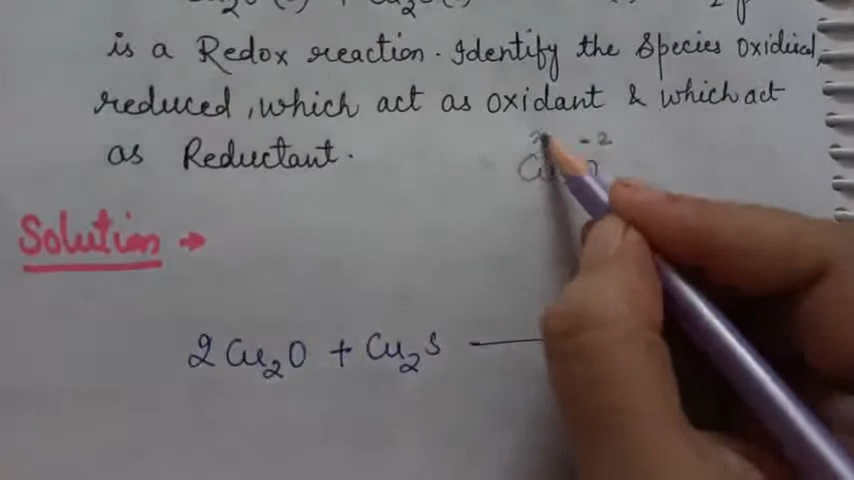 is a Redox reaction. Identify the Species oxidised,
reduced, which act as oxidant & which act
as Reductant.
x -2
Solution →
2Cu₂O + Cu₂S